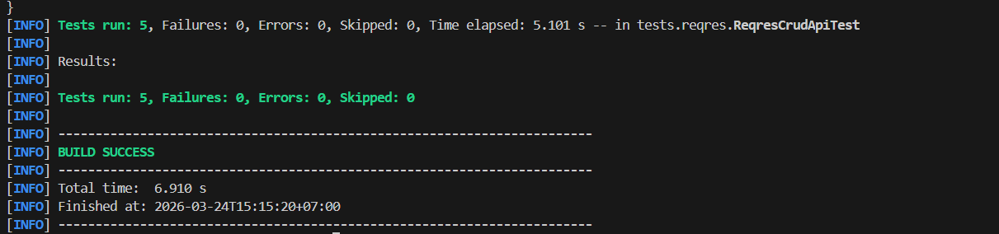 }
[INFO] Tests run: 5, Failures: 0, Errors: 0, Skipped: 0, Time elapsed: 5.101 s -- in tests.reqres.ReqresCrudApiTest
[INFO]
[INFO] Results:
[INFO]
[INFO] Tests run: 5, Failures: 0, Errors: 0, Skipped: 0
[INFO]
[INFO] ------------------------------------------------------------------------
[INFO] BUILD SUCCESS
[INFO] ------------------------------------------------------------------------
[INFO] Total time:  6.910 s
[INFO] Finished at: 2026-03-24T15:15:20+07:00
[INFO] ------------------------------------------------------------------------